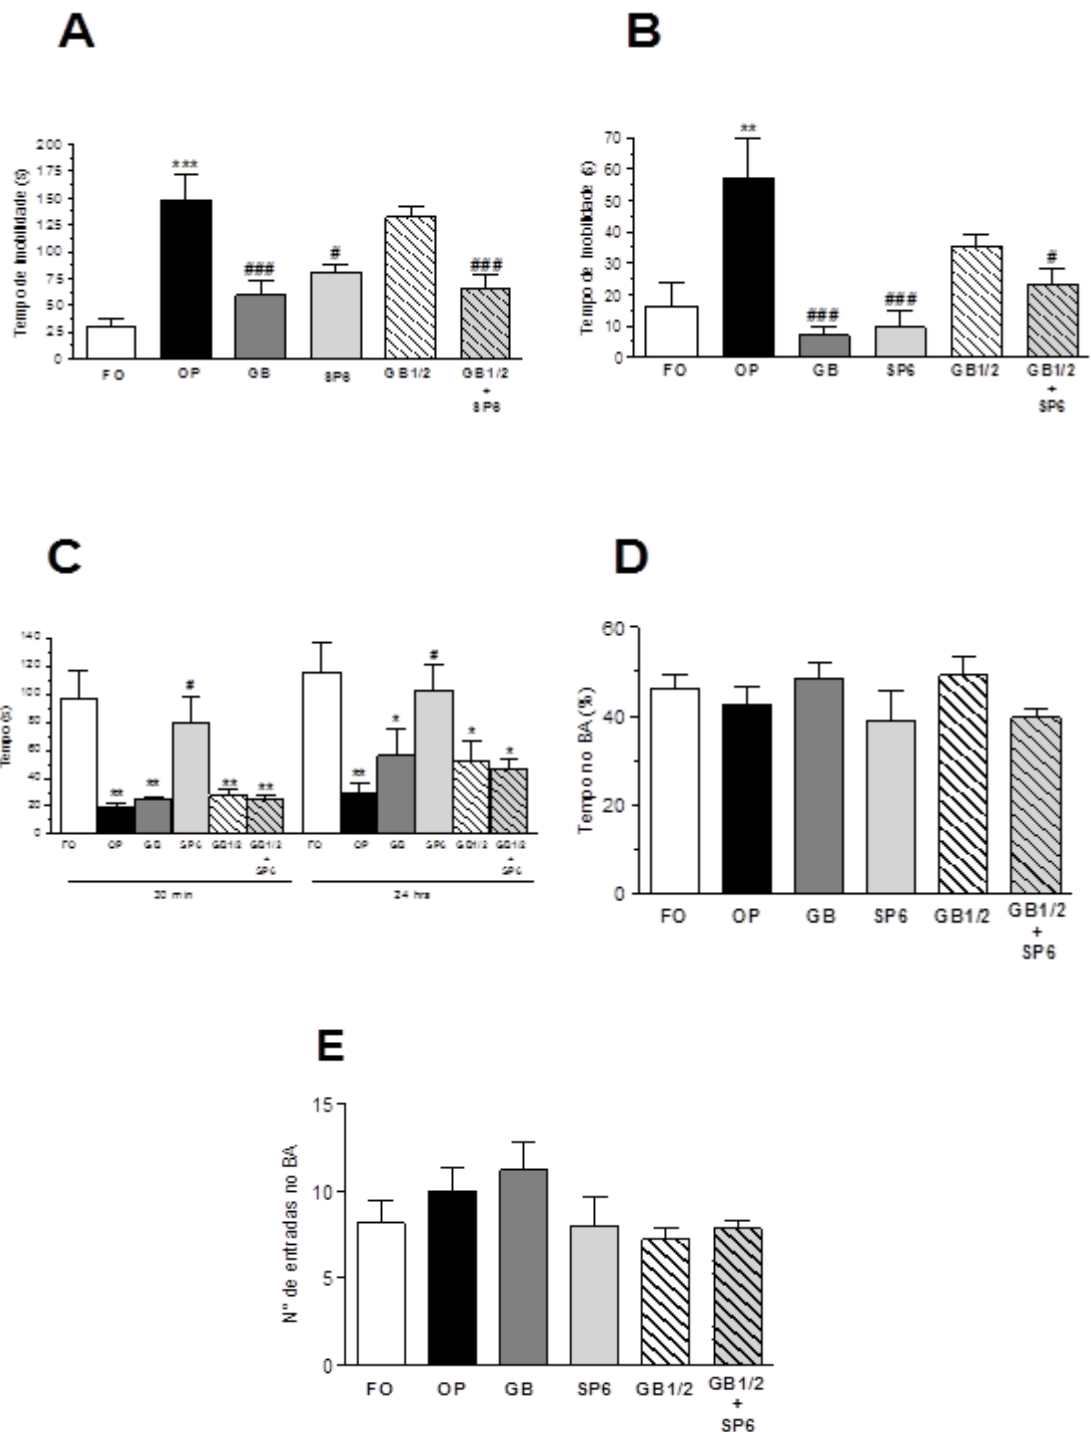 A
Tempo de Imobilidade (s)
200
175
150
125
100
75
50
25
0
***
###
#
###
FO OP GB SP6 GB1/2 GB1/2
+
SP6
B
Tempo de Imobilidade (s)
70
60
50
40
30
20
10
0
**
###
###
#
FO OP GB SP6 GB1/2 GB1/2
+
SP6
C
Tempo (s)
140
120
100
80
60
40
20
0
**
**
#
**
**
**
*
#
*
*
FO OP GB SP6 GB1/2 GB1/2
+
SP6
FO OP GB SP6 GB1/2 GB1/2
+
SP6
30 min
24 hrs
D
Tempo no BA (%)
60
40
20
0
FO OP GB SP6 GB1/2 GB1/2
+
SP6
E
N° de entradas no BA
15
10
5
0
FO OP GB SP6 GB1/2 GB1/2
+
SP6